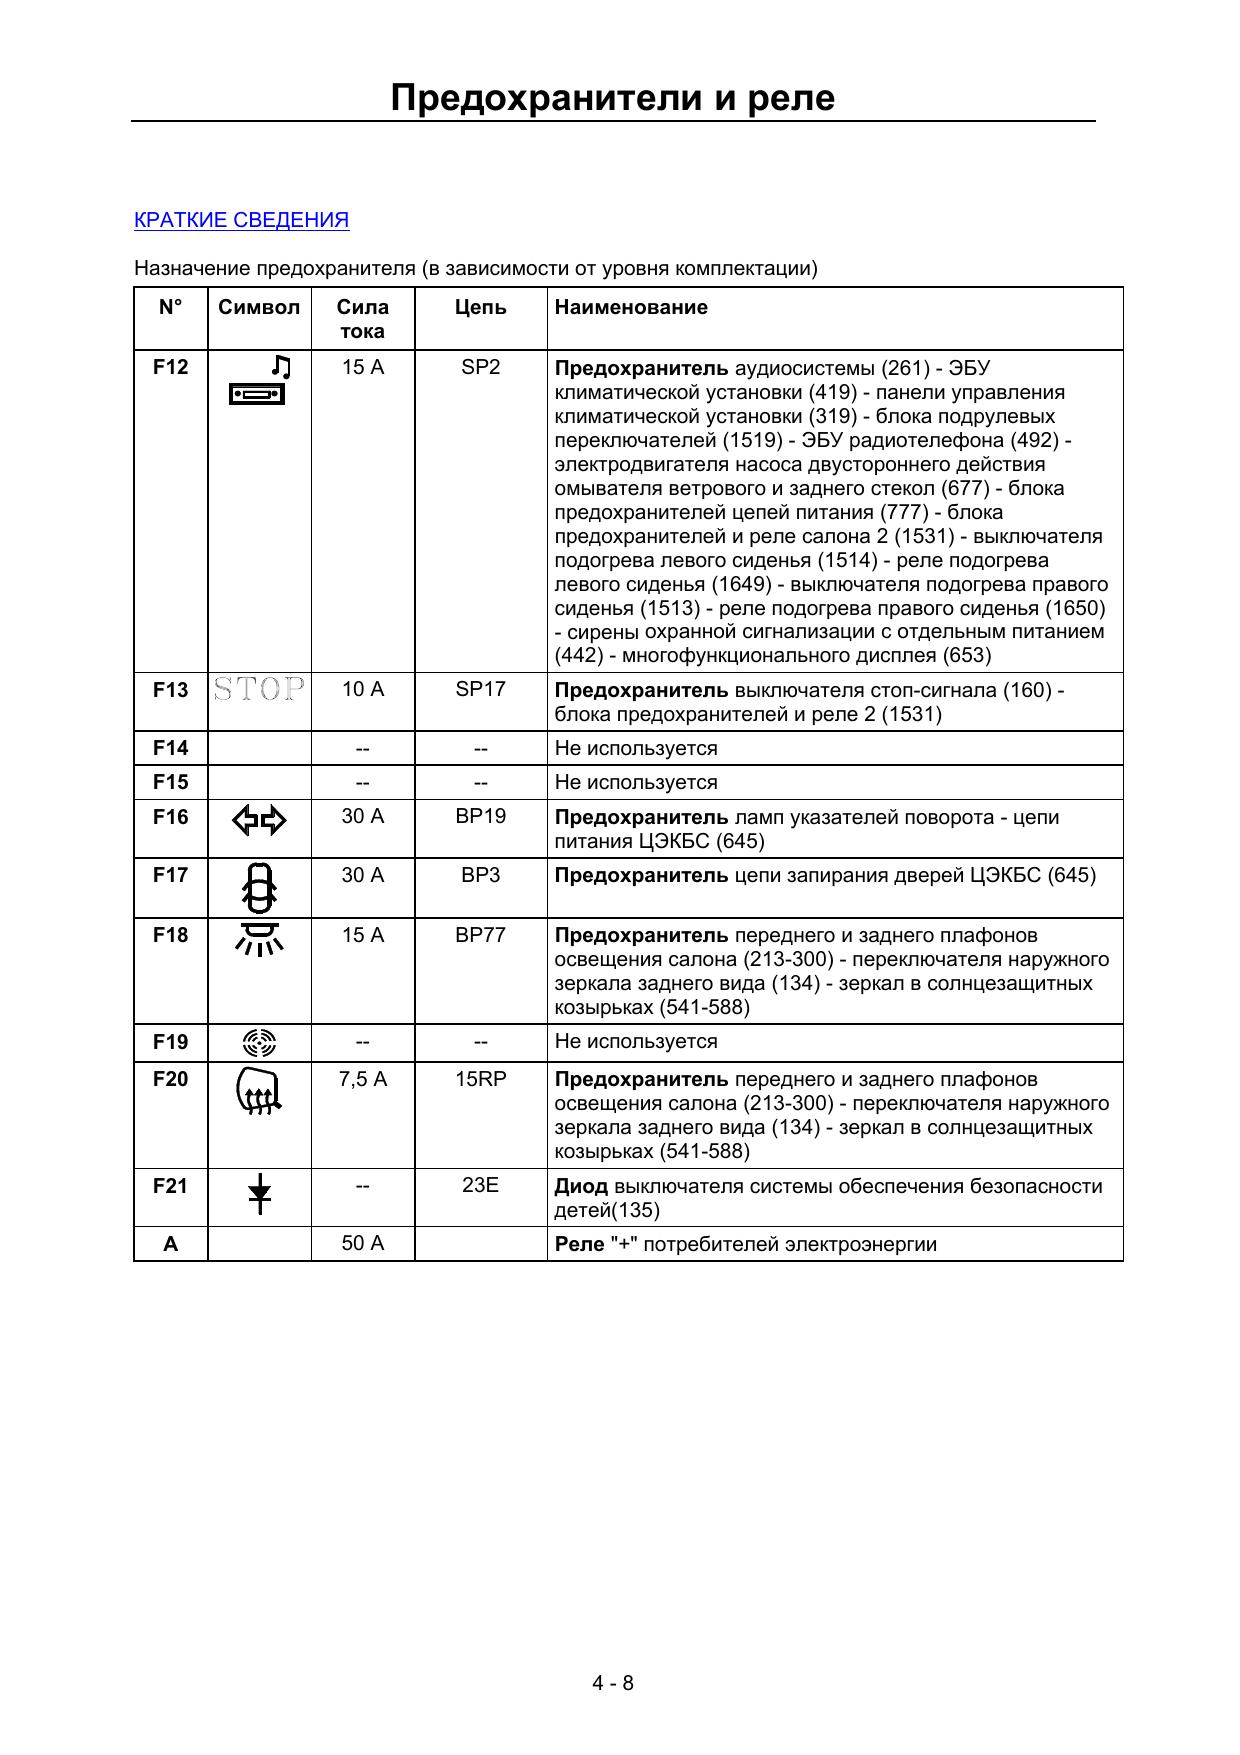 Предохранители и реле
КРАТКИЕ СВЕДЕНИЯ
Назначение предохранителя (в зависимости от уровня комплектации)
N° Символ Сила Цепь Наименование
тока
F12 15 A SP2 Предохранитель аудиосистемы (261) - ЭБУ
климатической установки (419) - панели управления
климатической установки (319) - блока подрулевых
переключателей (1519) - ЭБУ радиотелефона (492) -
электродвигателя насоса двустороннего действия
омывателя ветрового и заднего стекол (677) - блока
предохранителей цепей питания (777) - блока
предохранителей и реле салона 2 (1531) - выключателя
подогрева левого сиденья (1514) - реле подогрева
левого сиденья (1649) - выключателя подогрева правого
сиденья (1513) - реле подогрева правого сиденья (1650)
- сирены охранной сигнализации с отдельным питанием
(442) - многофункционального дисплея (653)
F13 STOP 10 A SP17 Предохранитель выключателя стоп-сигнала (160) -
блока предохранителей и реле 2 (1531)
F14 -- -- Не используется
F15 -- -- Не используется
F16 30 A BP19 Предохранитель ламп указателей поворота - цепи
питания ЦЭКБС (645)
F17 30 A BP3 Предохранитель цепи запирания дверей ЦЭКБС (645)
F18 15 A BP77 Предохранитель переднего и заднего плафонов
освещения салона (213-300) - переключателя наружного
зеркала заднего вида (134) - зеркал в солнцезащитных
козырьках (541-588)
F19 -- -- Не используется
F20 7,5 A 15RP Предохранитель переднего и заднего плафонов
освещения салона (213-300) - переключателя наружного
зеркала заднего вида (134) - зеркал в солнцезащитных
козырьках (541-588)
F21 -- 23E Диод выключателя системы обеспечения безопасности
детей(135)
A 50 A Реле "+" потребителей электроэнергии
4 - 8